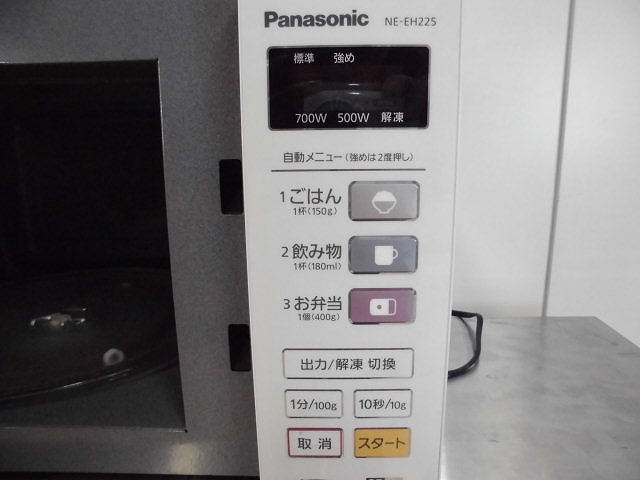 Panasonic NE-EH225
標準 強め
700W 500W 解凍
自動メニュー(強めは2度押し)
1 ごはん
1杯(150g)
2 飲み物
1杯(180ml)
3 お弁当
1個(400g)
出力/解凍 切換
1分/100g 10秒/10g
取消 スタート